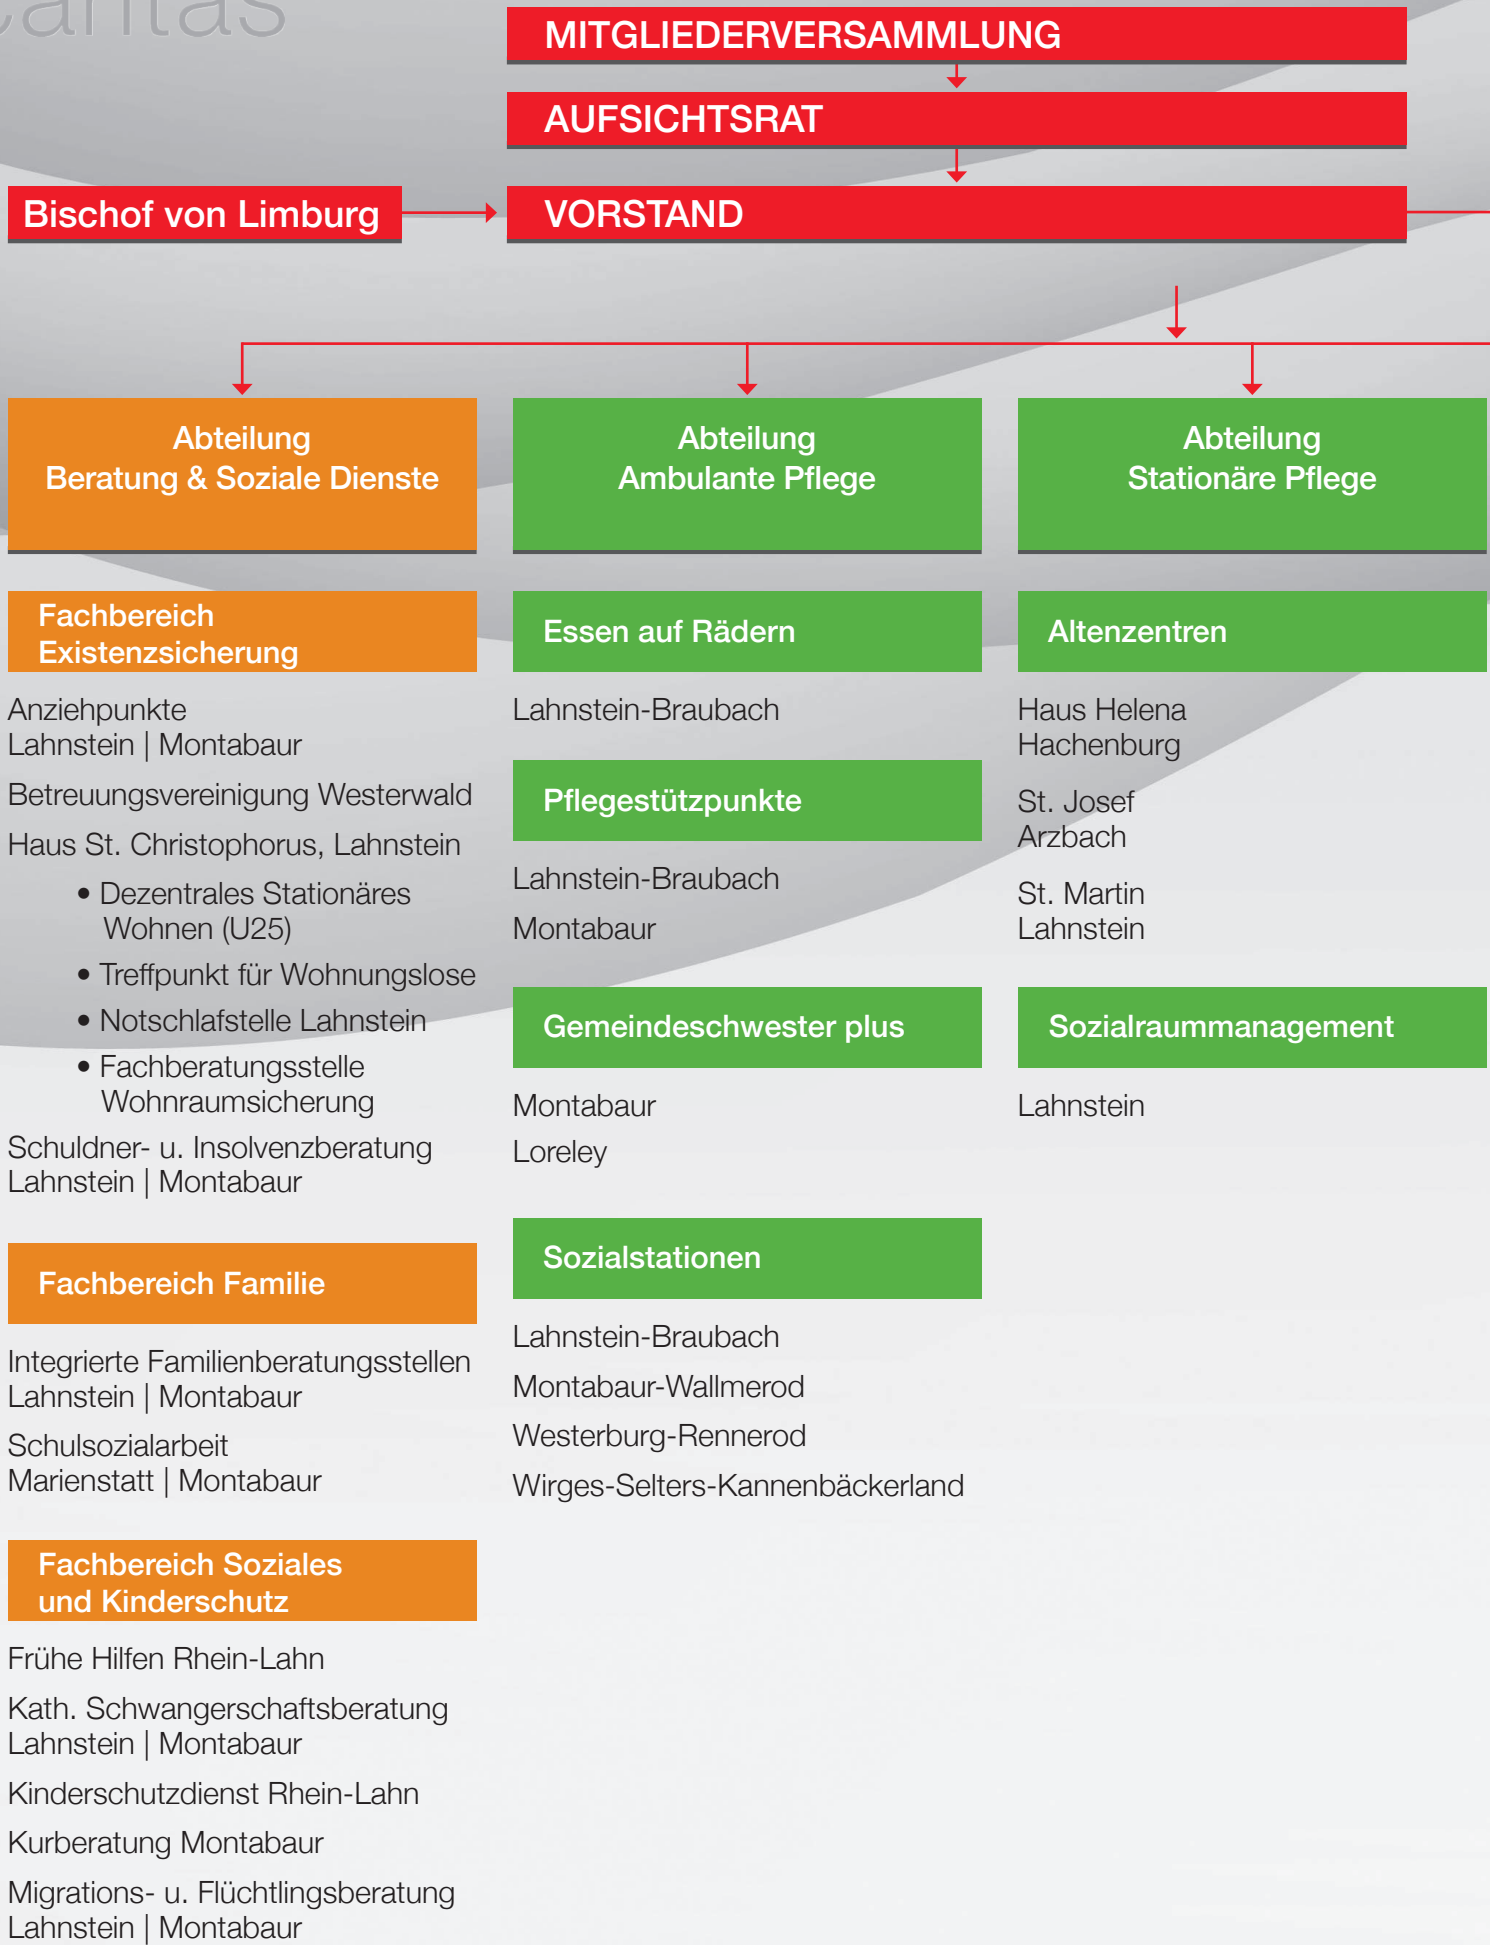 caritas
MITGLIEDERVERSAMMLUNG
AUFSICHTSRAT
Bischof von Limburg
VORSTAND
Abteilung
Beratung & Soziale Dienste
Fachbereich
Existenzsicherung
Anziehpunkte
Lahnstein | Montabaur
Betreuungsvereinigung Westerwald
Haus St. Christophorus, Lahnstein
• Dezentrales Stationäres
Wohnen (U25)
• Treffpunkt für Wohnungslose
• Notschlafstelle Lahnstein
• Fachberatungsstelle
Wohnraumsicherung
Schuldner- u. Insolvenzberatung
Lahnstein | Montabaur
Fachbereich Familie
Integrierte Familienberatungsstellen
Lahnstein | Montabaur
Schulsozialarbeit
Marienstatt | Montabaur
Fachbereich Soziales
und Kinderschutz
Frühe Hilfen Rhein-Lahn
Kath. Schwangerschaftsberatung
Lahnstein | Montabaur
Kinderschutzdienst Rhein-Lahn
Kurberatung Montabaur
Migrations- u. Flüchtlingsberatung
Lahnstein | Montabaur
Abteilung
Ambulante Pflege
Essen auf Rädern
Lahnstein-Braubach
Pflegestützpunkte
Lahnstein-Braubach
Montabaur
Gemeindeschwester plus
Montabaur
Loreley
Sozialstationen
Lahnstein-Braubach
Montabaur-Wallmerod
Westerburg-Rennerod
Wirges-Selters-Kannenbäckerland
Abteilung
Stationäre Pflege
Altenzentren
Haus Helena
Hachenburg
St. Josef
Arzbach
St. Martin
Lahnstein
Sozialraummanagement
Lahnstein